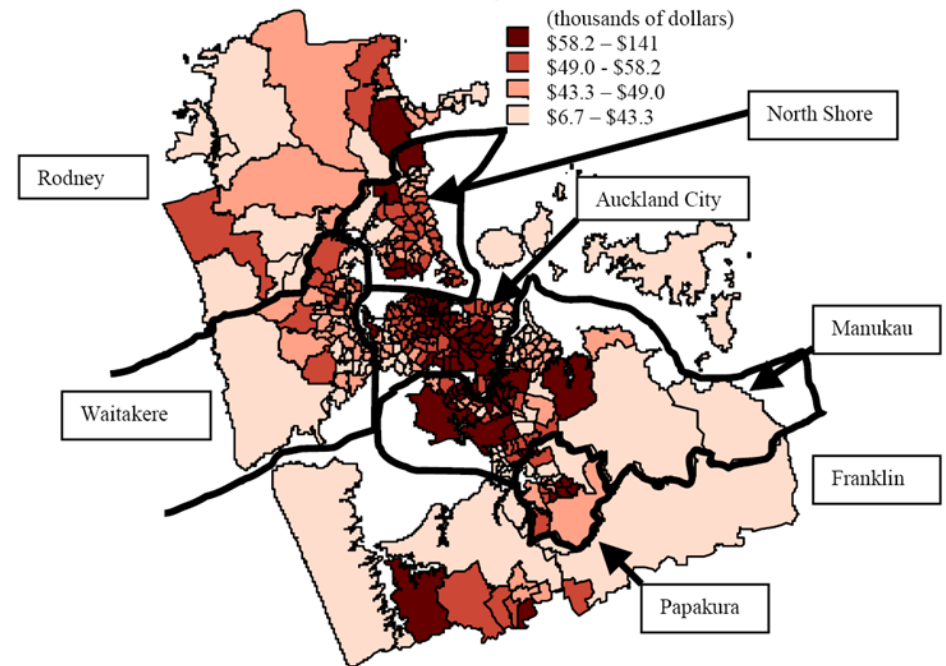 (thousands of dollars)
$58.2 – $141
$49.0 - $58.2
$43.3 – $49.0
$6.7 – $43.3
North Shore
Rodney
Auckland City
Manukau
Waitakere
Franklin
Papakura